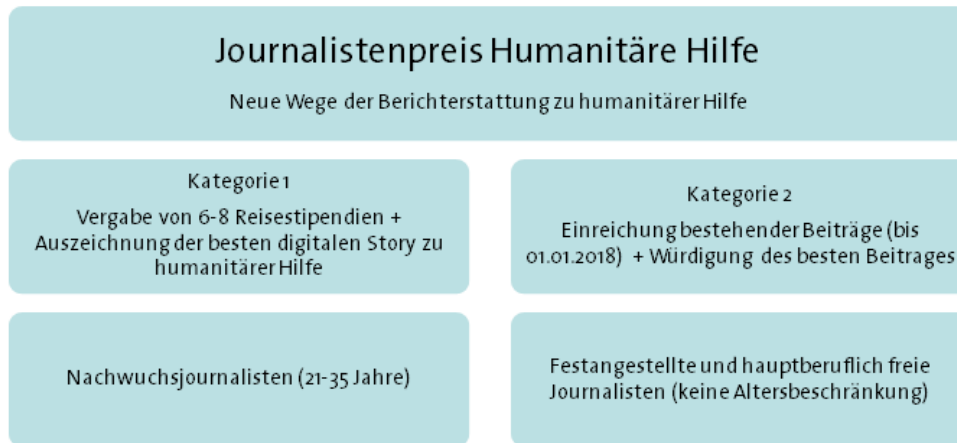 Journalistenpreis Humanitäre Hilfe
Neue Wege der Berichterstattung zu humanitärer Hilfe
Kategorie 1
Vergabe von 6-8 Reisestipendien +
Auszeichnung der besten digitalen Story zu
humanitärer Hilfe
Kategorie 2
Einreichung bestehender Beiträge (bis
01.01.2018) + Würdigung des besten Beitrages
Nachwuchsjournalisten (21-35 Jahre)
Festangestellte und hauptberuflich freie
Journalisten (keine Altersbeschränkung)